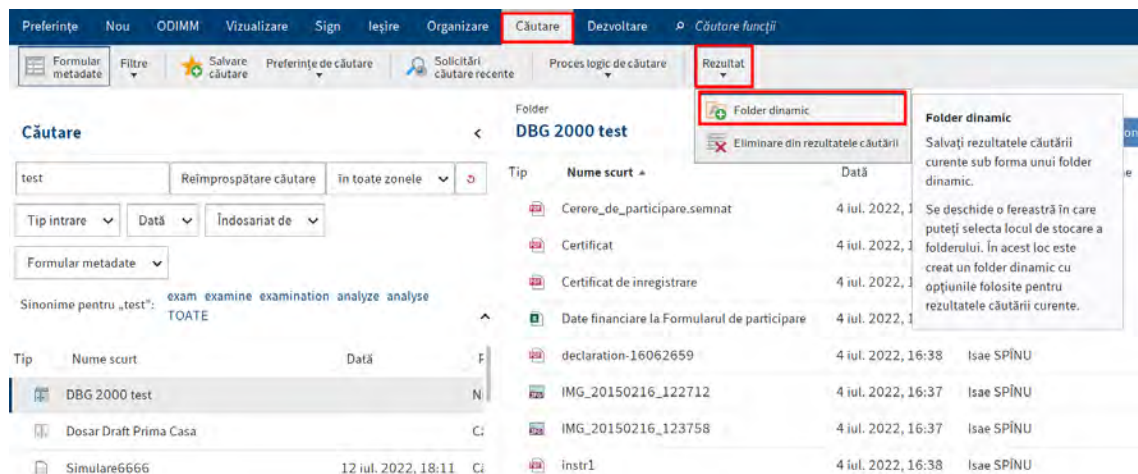 Preferințe Nou ODIMM Vizualizare Sign Ieșire Organizare Căutare Dezvoltare Căutare funcții
Formular metadate Filtre Salvare căutare Preferințe de căutare Solicitări căutare recente Proces logic de căutare Rezultat
Folder dinamic
Eliminare din rezultatele căutării
Folder dinamic
Salvați rezultatele căutării
curente sub forma unui folder
dinamic.
Se deschide o fereastră în care
puteți selecta locul de stocare a
folderului. În acest loc este
creat un folder dinamic cu
opțiunile folosite pentru
rezultatele căutării curente.
Căutare
test Reîmprospătare căutare în toate zonele
Tip intrare Dată Îndosariat de
Formular metadate
Sinonime pentru „test": exam examine examination analyze analyse
TOATE
Tip Nume scurt Dată
DBG 2000 test N
Dosar Draft Prima Casa
Simulare6666 12 iul. 2022, 18:11
Folder
DBG 2000 test
Tip Nume scurt Dată
Cerere_de_participare.semnat 4 iul. 2022, 1
Certificat 4 iul. 2022, 1
Certificat de inregistrare 4 iul. 2022, 1
Date financiare la Formularul de participare 4 iul. 2022, 1
declaration-16062659 4 iul. 2022, 16:38 Isae SPÎNU
IMG_20150216_122712 4 iul. 2022, 16:37 Isae SPÎNU
IMG_20150216_123758 4 iul. 2022, 16:37 Isae SPÎNU
instr1 4 iul. 2022, 16:38 Isae SPÎNU